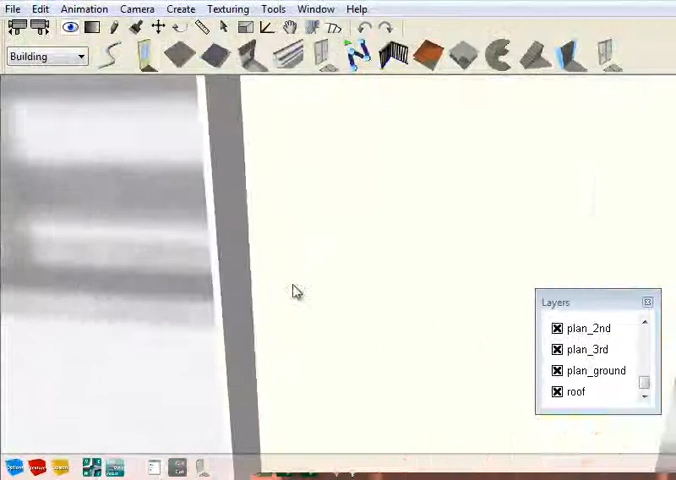 File Edit Animation Camera Create Texturing Tools Window Help
Building
Layers
plan_2nd
plan_3rd
plan_ground
roof